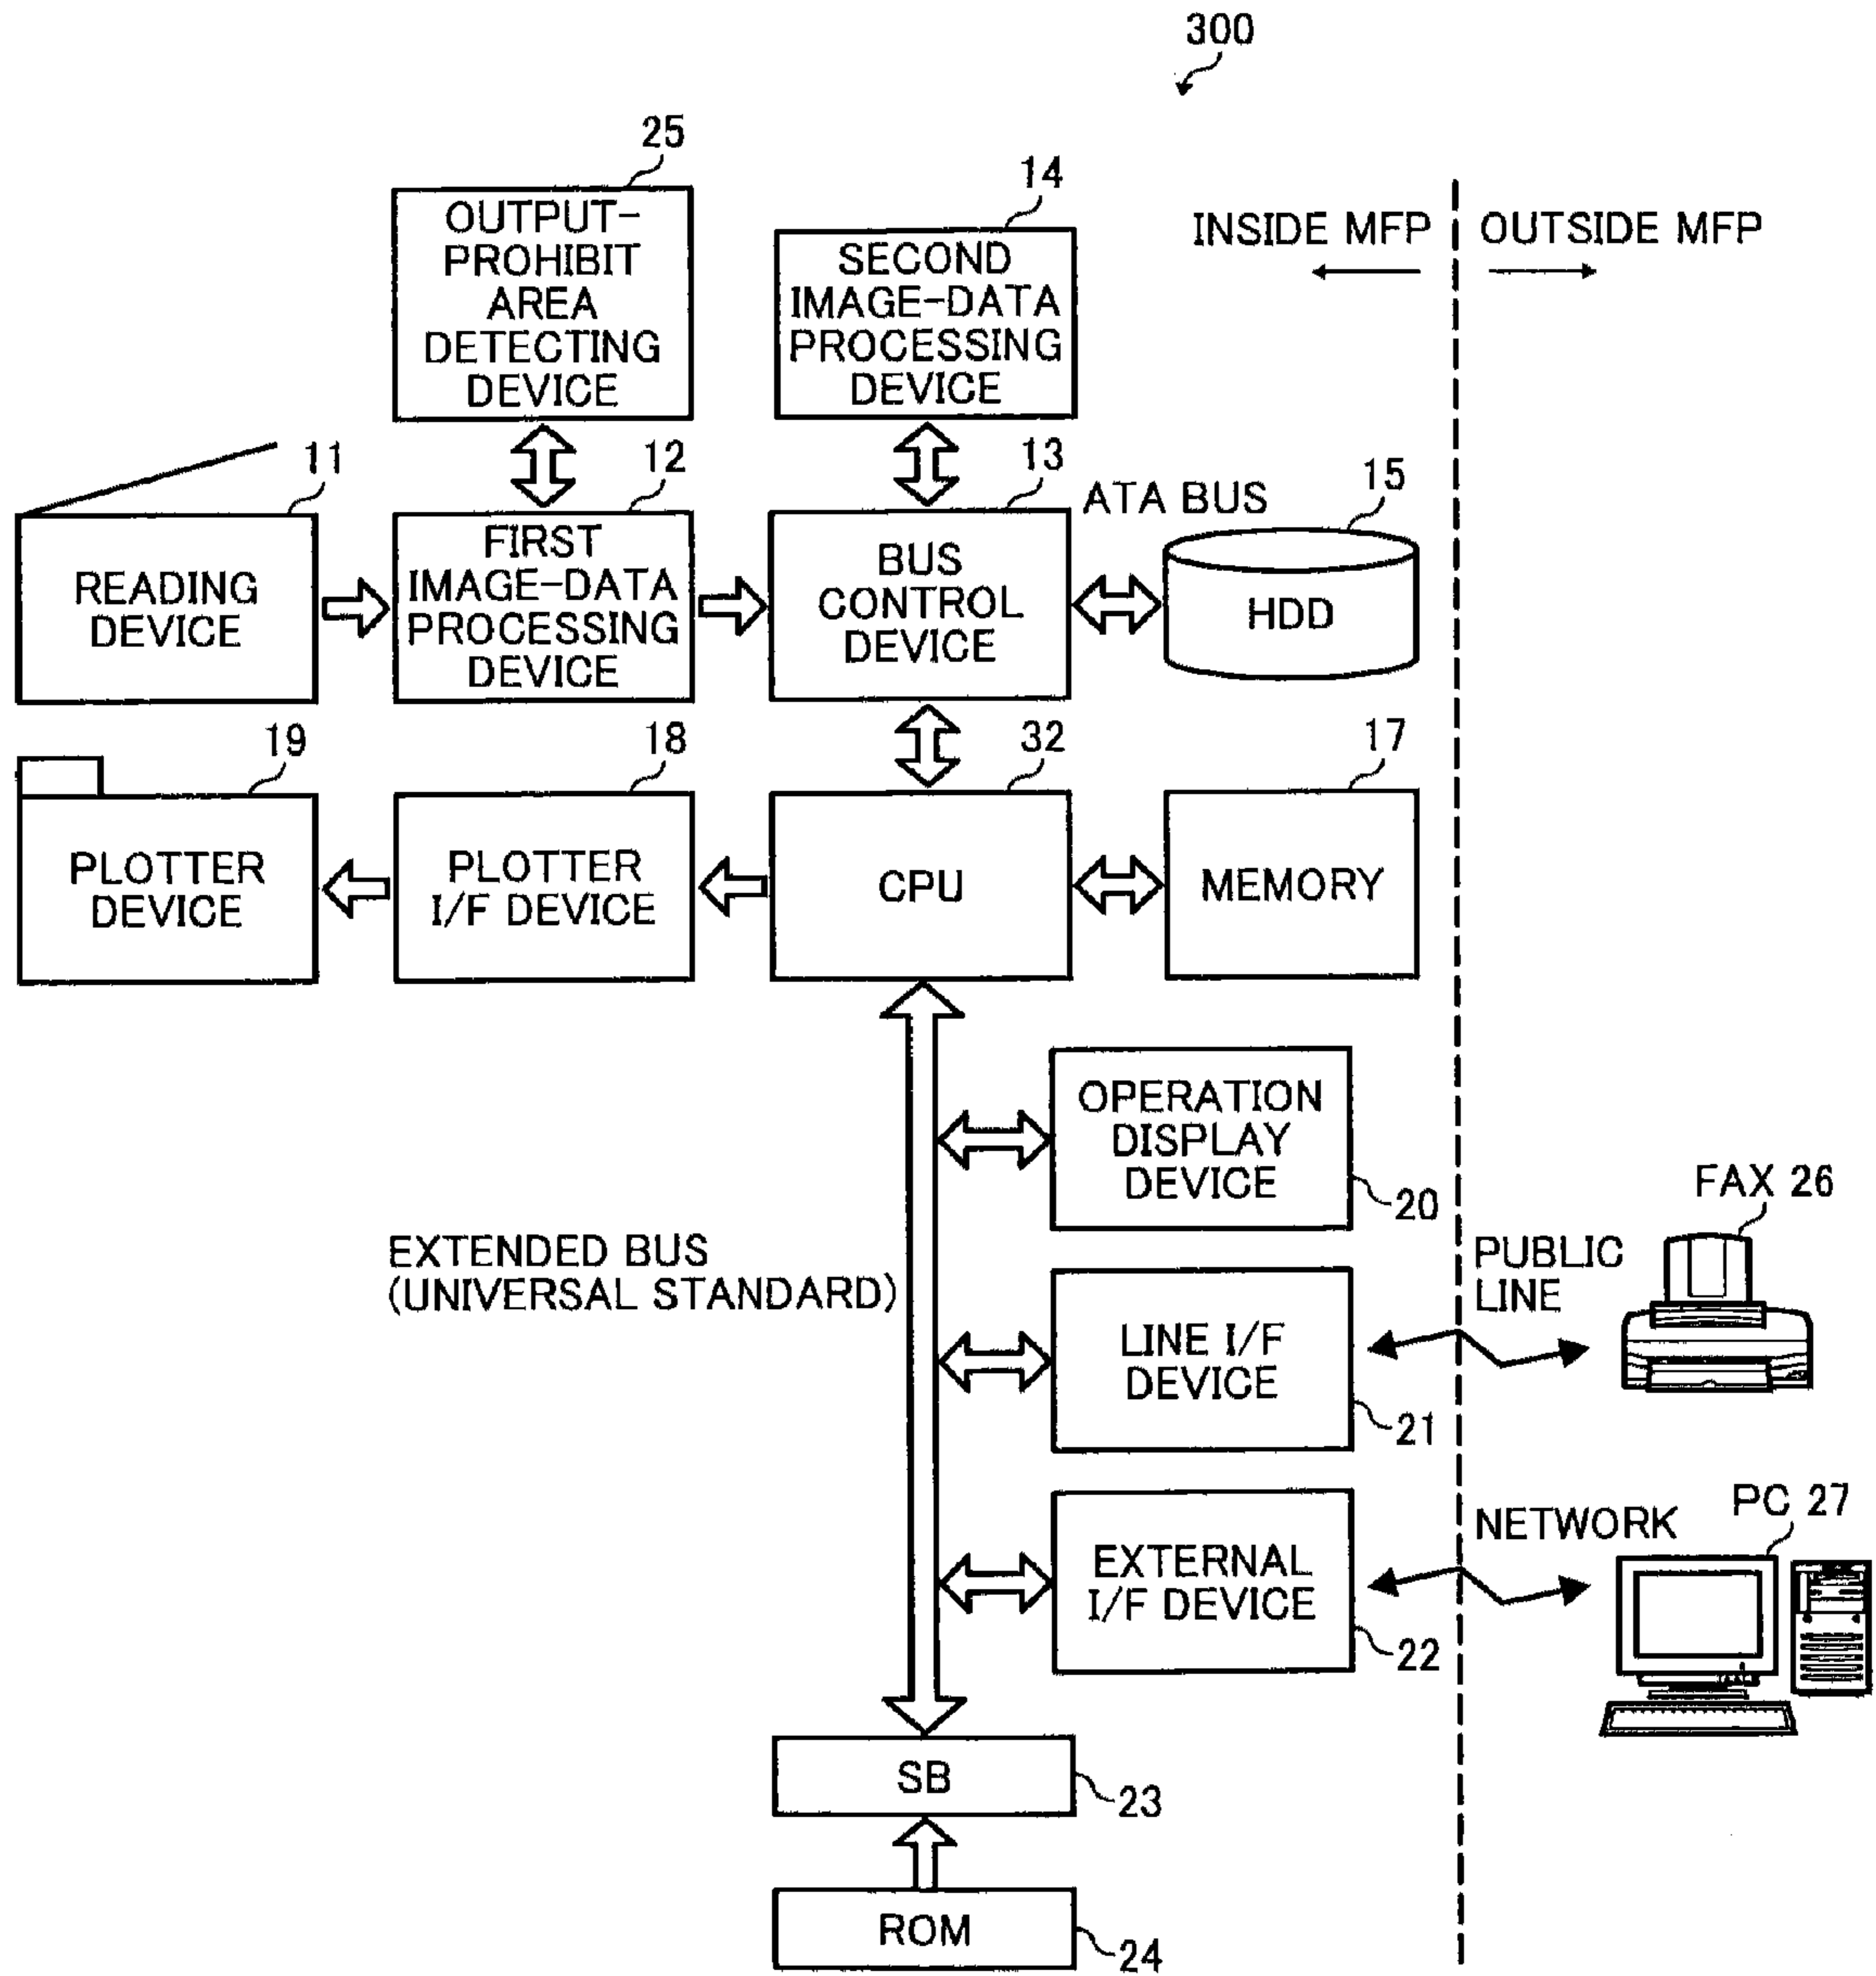 300
25
OUTPUT-
PROHIBIT
AREA
DETECTING
DEVICE
14
SECOND
IMAGE-DATA
PROCESSING
DEVICE
INSIDE MFP
OUTSIDE MFP
11
READING
DEVICE
12
FIRST
IMAGE-DATA
PROCESSING
DEVICE
13
BUS
CONTROL
DEVICE
ATA BUS
15
HDD
19
PLOTTER
DEVICE
18
PLOTTER
I/F DEVICE
32
CPU
17
MEMORY
OPERATION
DISPLAY
DEVICE
20
EXTENDED BUS
(UNIVERSAL STANDARD)
LINE I/F
DEVICE
21
PUBLIC
LINE
FAX 26
EXTERNAL
I/F DEVICE
22
NETWORK
PC 27
SB
23
ROM
24